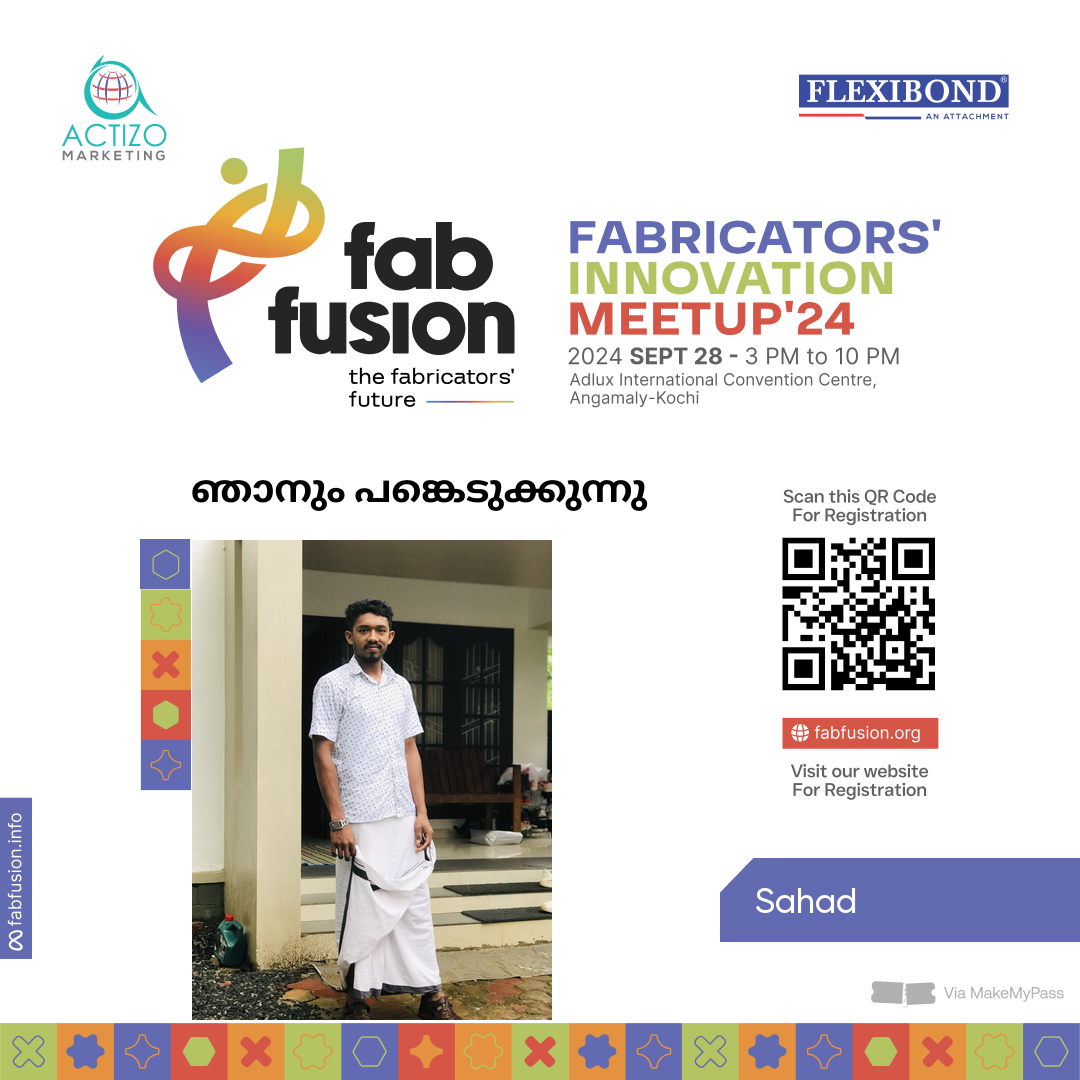 ACTIZO
MARKETING
FLEXIBOND®
AN ATTACHMENT
fab
fusion
the fabricators'
future
FABRICATORS'
INNOVATION
MEETUP'24
2024 SEPT 28 - 3 PM to 10 PM
Adlux International Convention Centre,
Angamaly-Kochi
ഞാനും പങ്കെടുക്കുന്നു
Scan this QR Code
For Registration
fabfusion.org
Visit our website
For Registration
fabfusion.info
Sahad
Via MakeMyPass